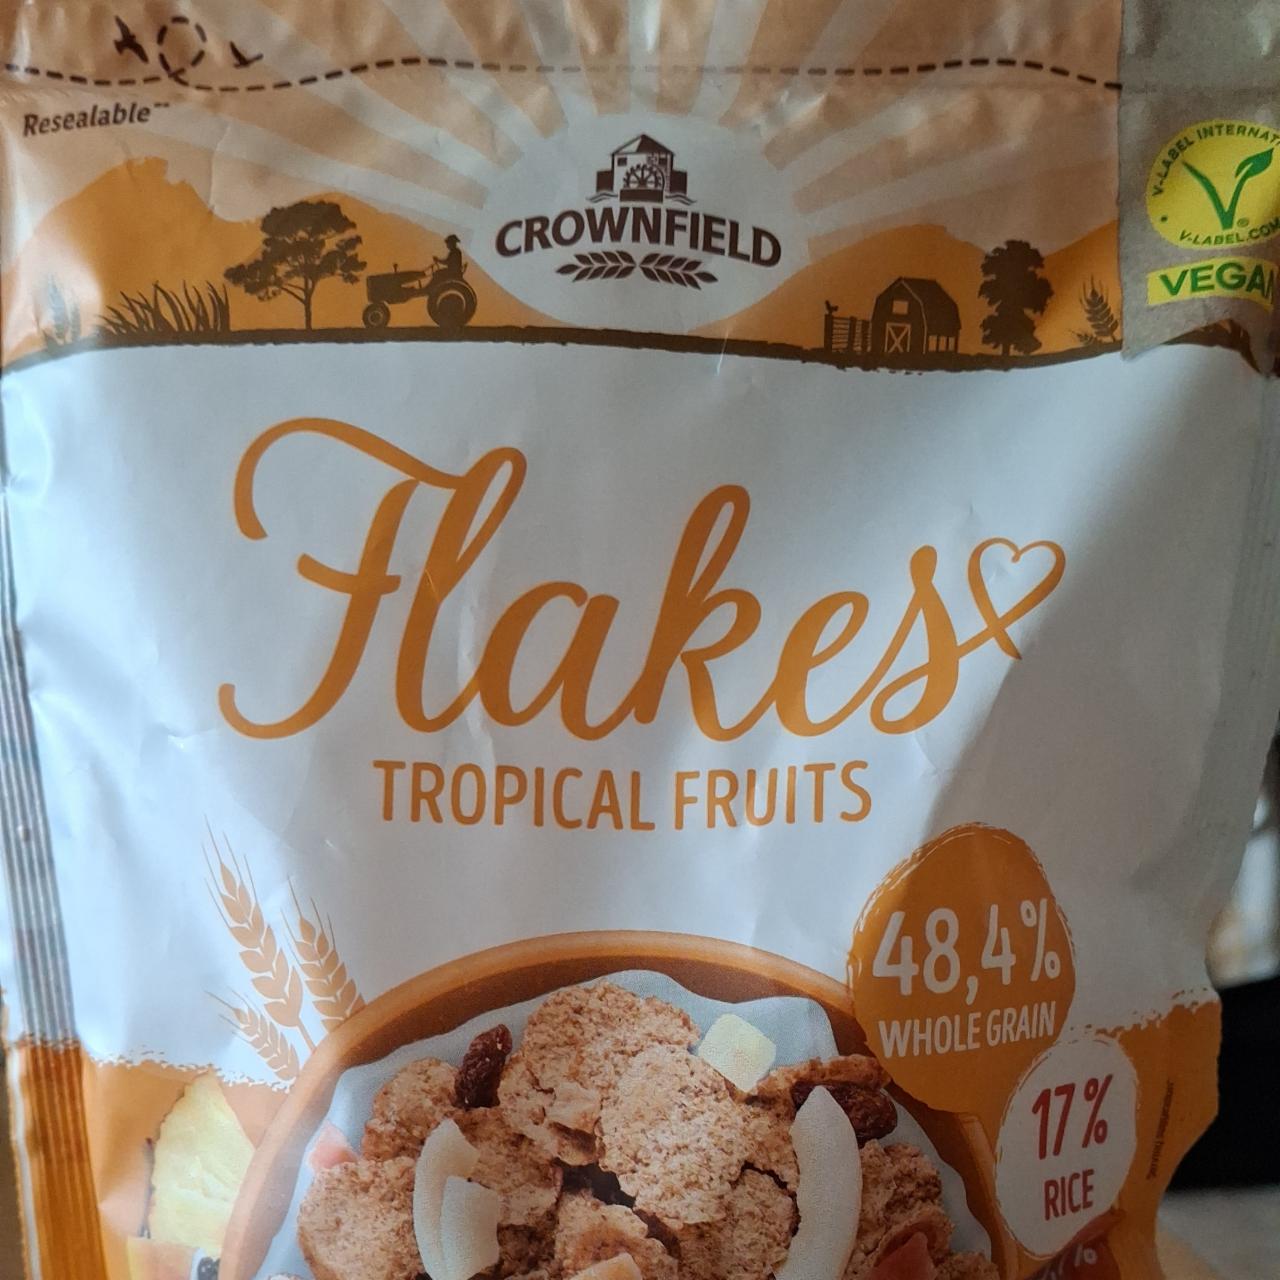 Resealable**
CROWNFIELD
V-LABEL INTERNAT
V-LABEL.COM
VEGAN
Flakes
TROPICAL FRUITS
48,4%
WHOLE GRAIN
17%
RICE
%